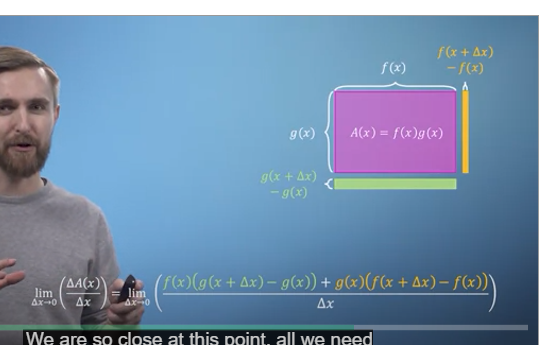 f(x + Δx)
− f(x)
f(x)
g(x)
A(x) = f(x)g(x)
g(x + Δx)
− g(x)
lim Δx→0 (ΔA(x)/Δx) = lim Δx→0 ((f(x)(g(x + Δx) − g(x)) + g(x)(f(x + Δx) − f(x)))/Δx)
We are so close at this point, all we need